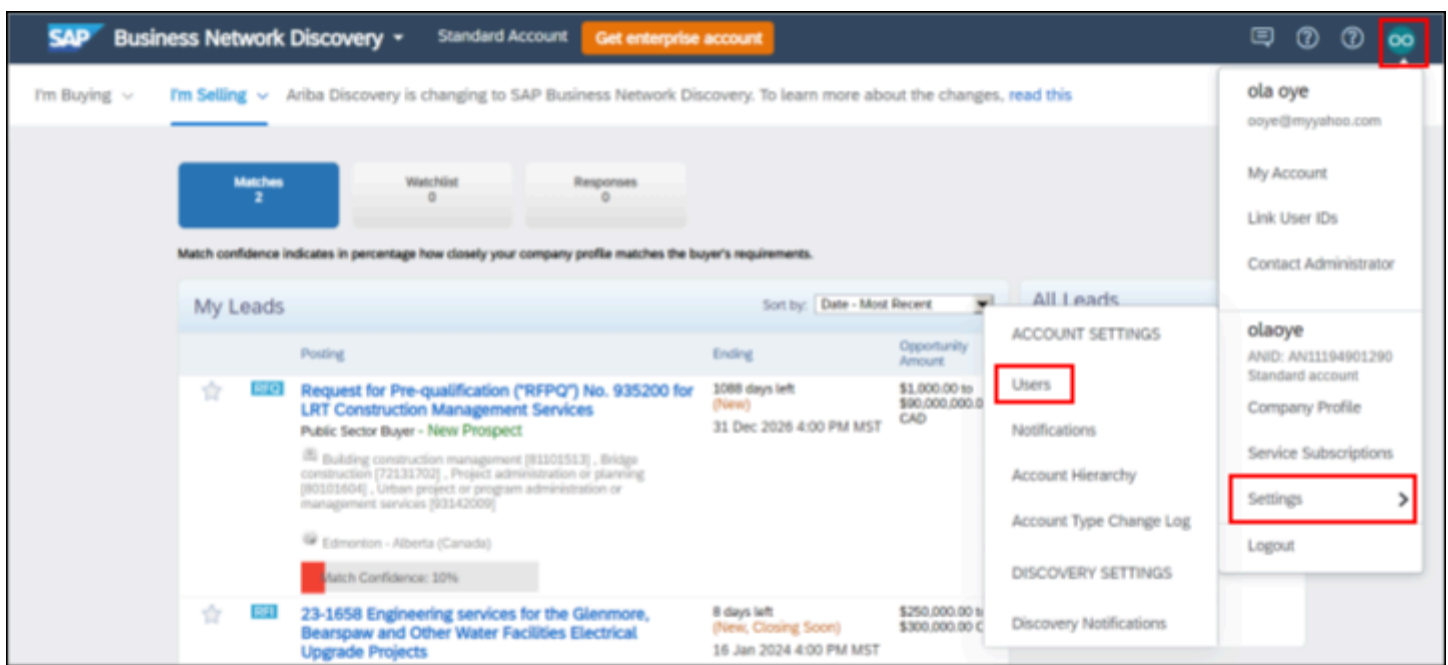 SAP Business Network Discovery Standard Account Get enterprise account
OO
I'm Buying I'm Selling Ariba Discovery is changing to SAP Business Network Discovery. To learn more about the changes, read this
Matches
2
Watchlist
0
Responses
0
Match confidence indicates in percentage how closely your company profile matches the buyer's requirements.
My Leads
Sort by: Date - Most Recent
All Leads
Posting Ending Opportunity
Amount
RFQ
Request for Pre-qualification ("RFPQ") No. 935200 for
LRT Construction Management Services
Public Sector Buyer - New Prospect
Building construction management [81101513] , Bridge
construction [72131702] , Project administration or planning
[80101604] , Urban project or program administration or
management services [93142009]
Edmonton - Alberta (Canada)
Match Confidence: 10%
1088 days left
(New)
31 Dec 2026 4:00 PM MST
$1,000.00 to
$90,000,000.0
CAD
RFI
23-1658 Engineering services for the Glenmore,
Bearspaw and Other Water Facilities Electrical
Upgrade Projects
8 days left
(New, Closing Soon)
16 Jan 2024 4:00 PM MST
$250,000.00 to
$300,000.00 C
ACCOUNT SETTINGS
Users
Notifications
Account Hierarchy
Account Type Change Log
DISCOVERY SETTINGS
Discovery Notifications
ola oye
ooye@myyahoo.com
My Account
Link User IDs
Contact Administrator
olaoye
ANID: AN11194901290
Standard account
Company Profile
Service Subscriptions
Settings
Logout